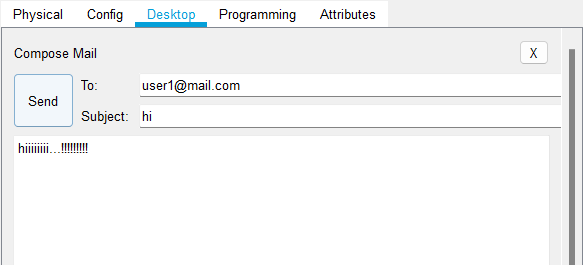 Physical Config Desktop Programming Attributes
Compose Mail X
Send
To: user1@mail.com
Subject: hi
hiiiiiiii...!!!!!!!!!